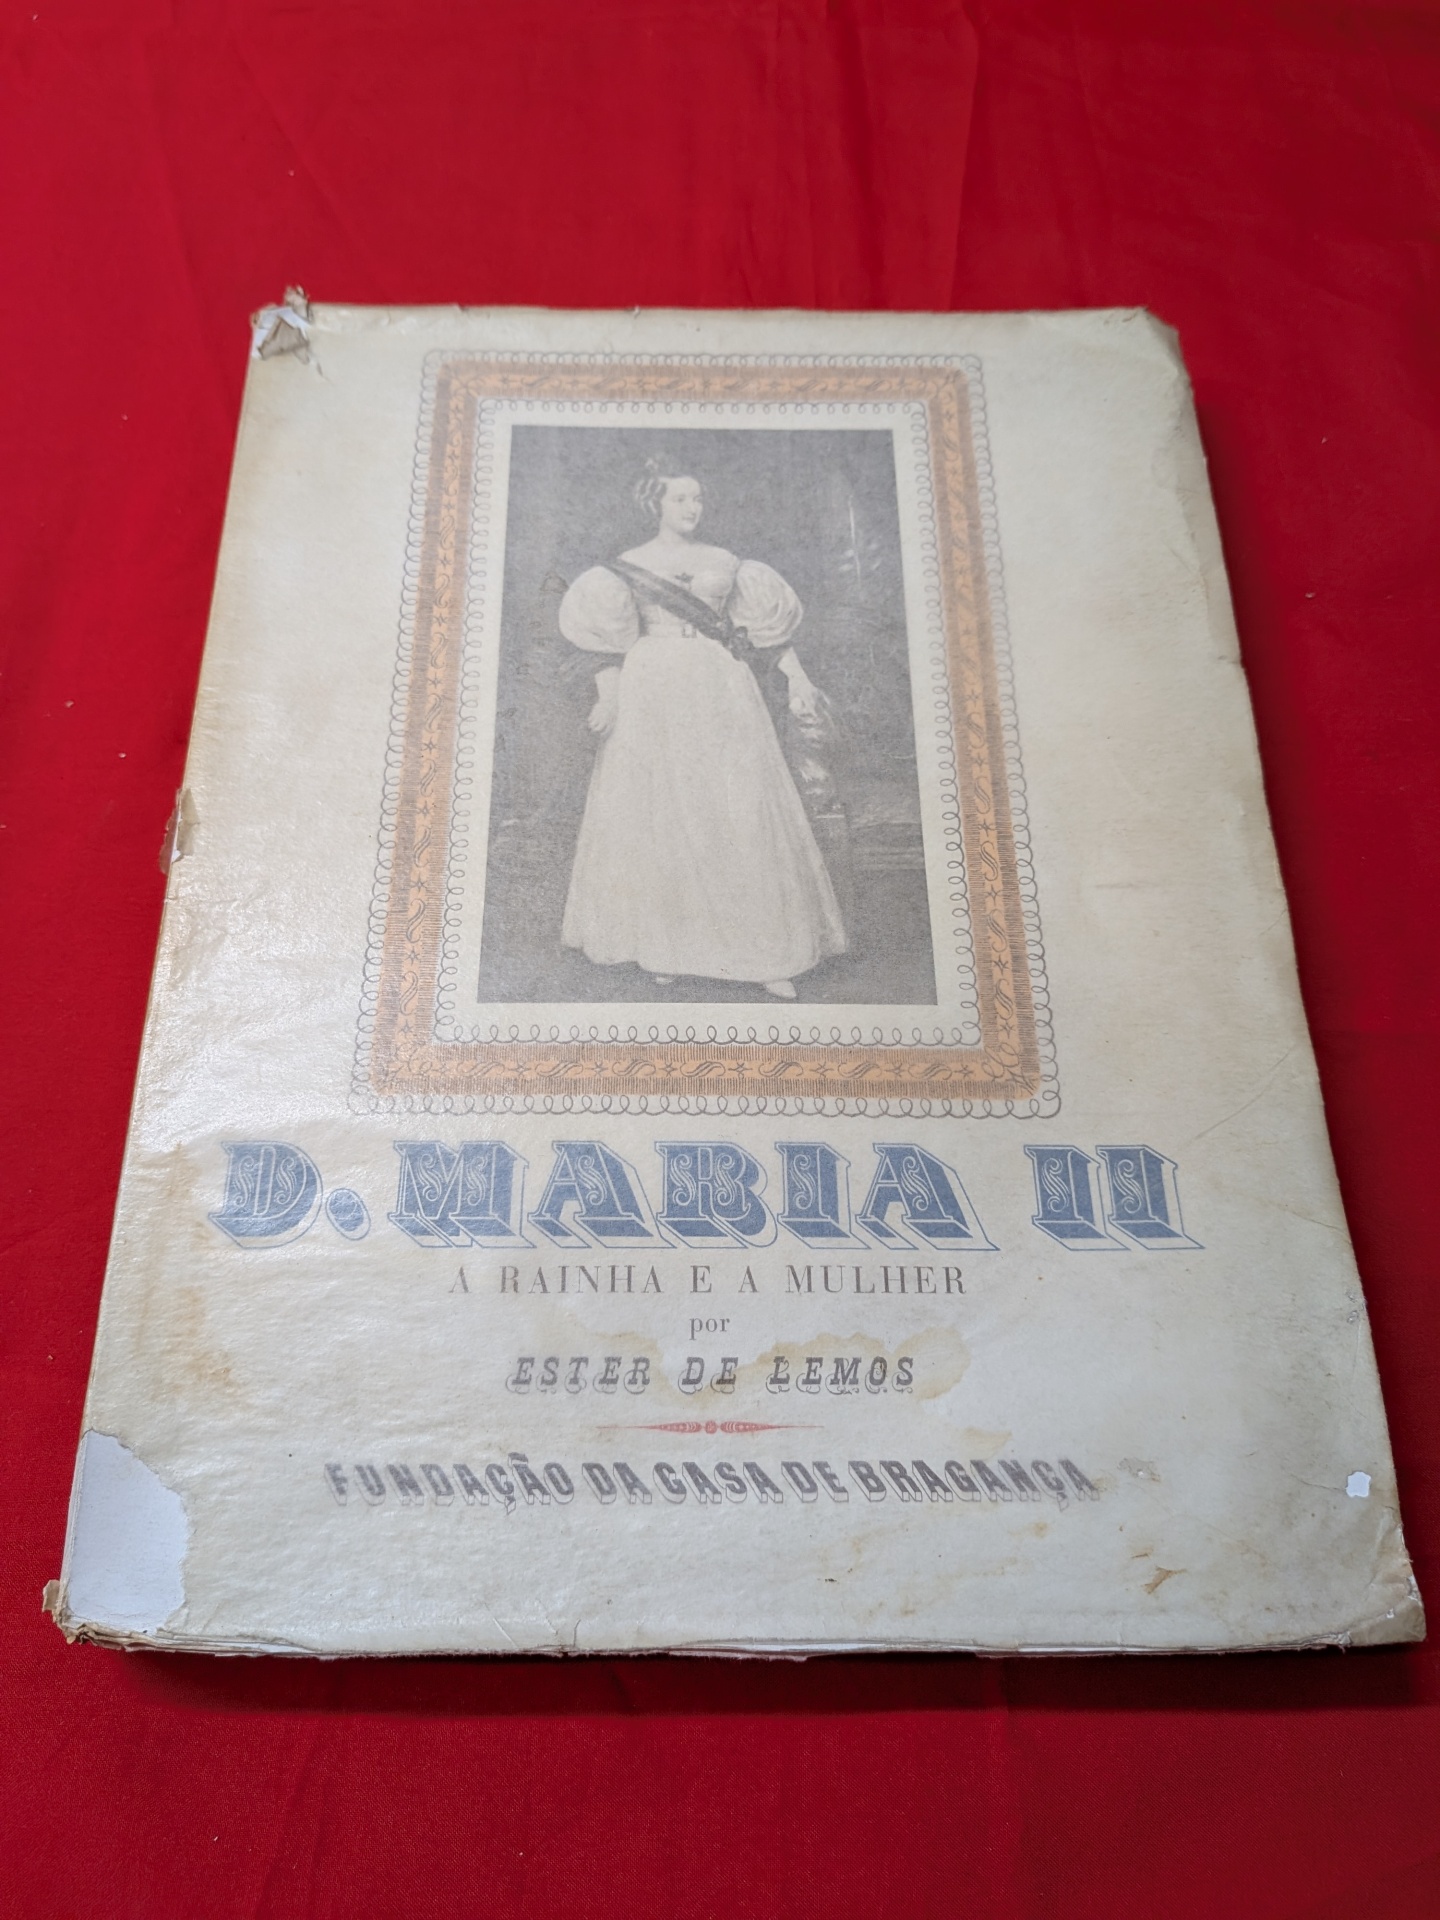 D. MARIA II
A RAINHA E A MULHER
por
ESTER DE LEMOS
FUNDAÇÃO DA CASA DE BRAGANÇA